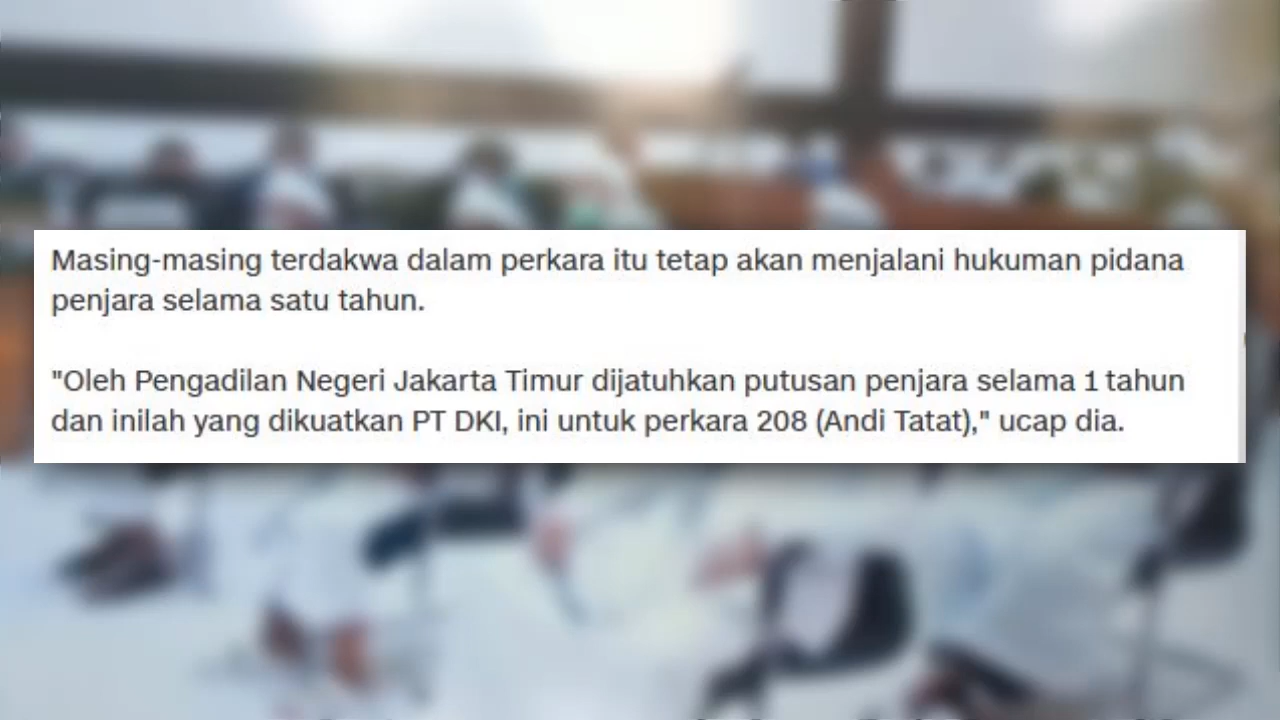 Masing-masing terdakwa dalam perkara itu tetap akan menjalani hukuman pidana
penjara selama satu tahun.
"Oleh Pengadilan Negeri Jakarta Timur dijatuhkan putusan penjara selama 1 tahun
dan inilah yang dikuatkan PT DKI, ini untuk perkara 208 (Andi Tatat)," ucap dia.